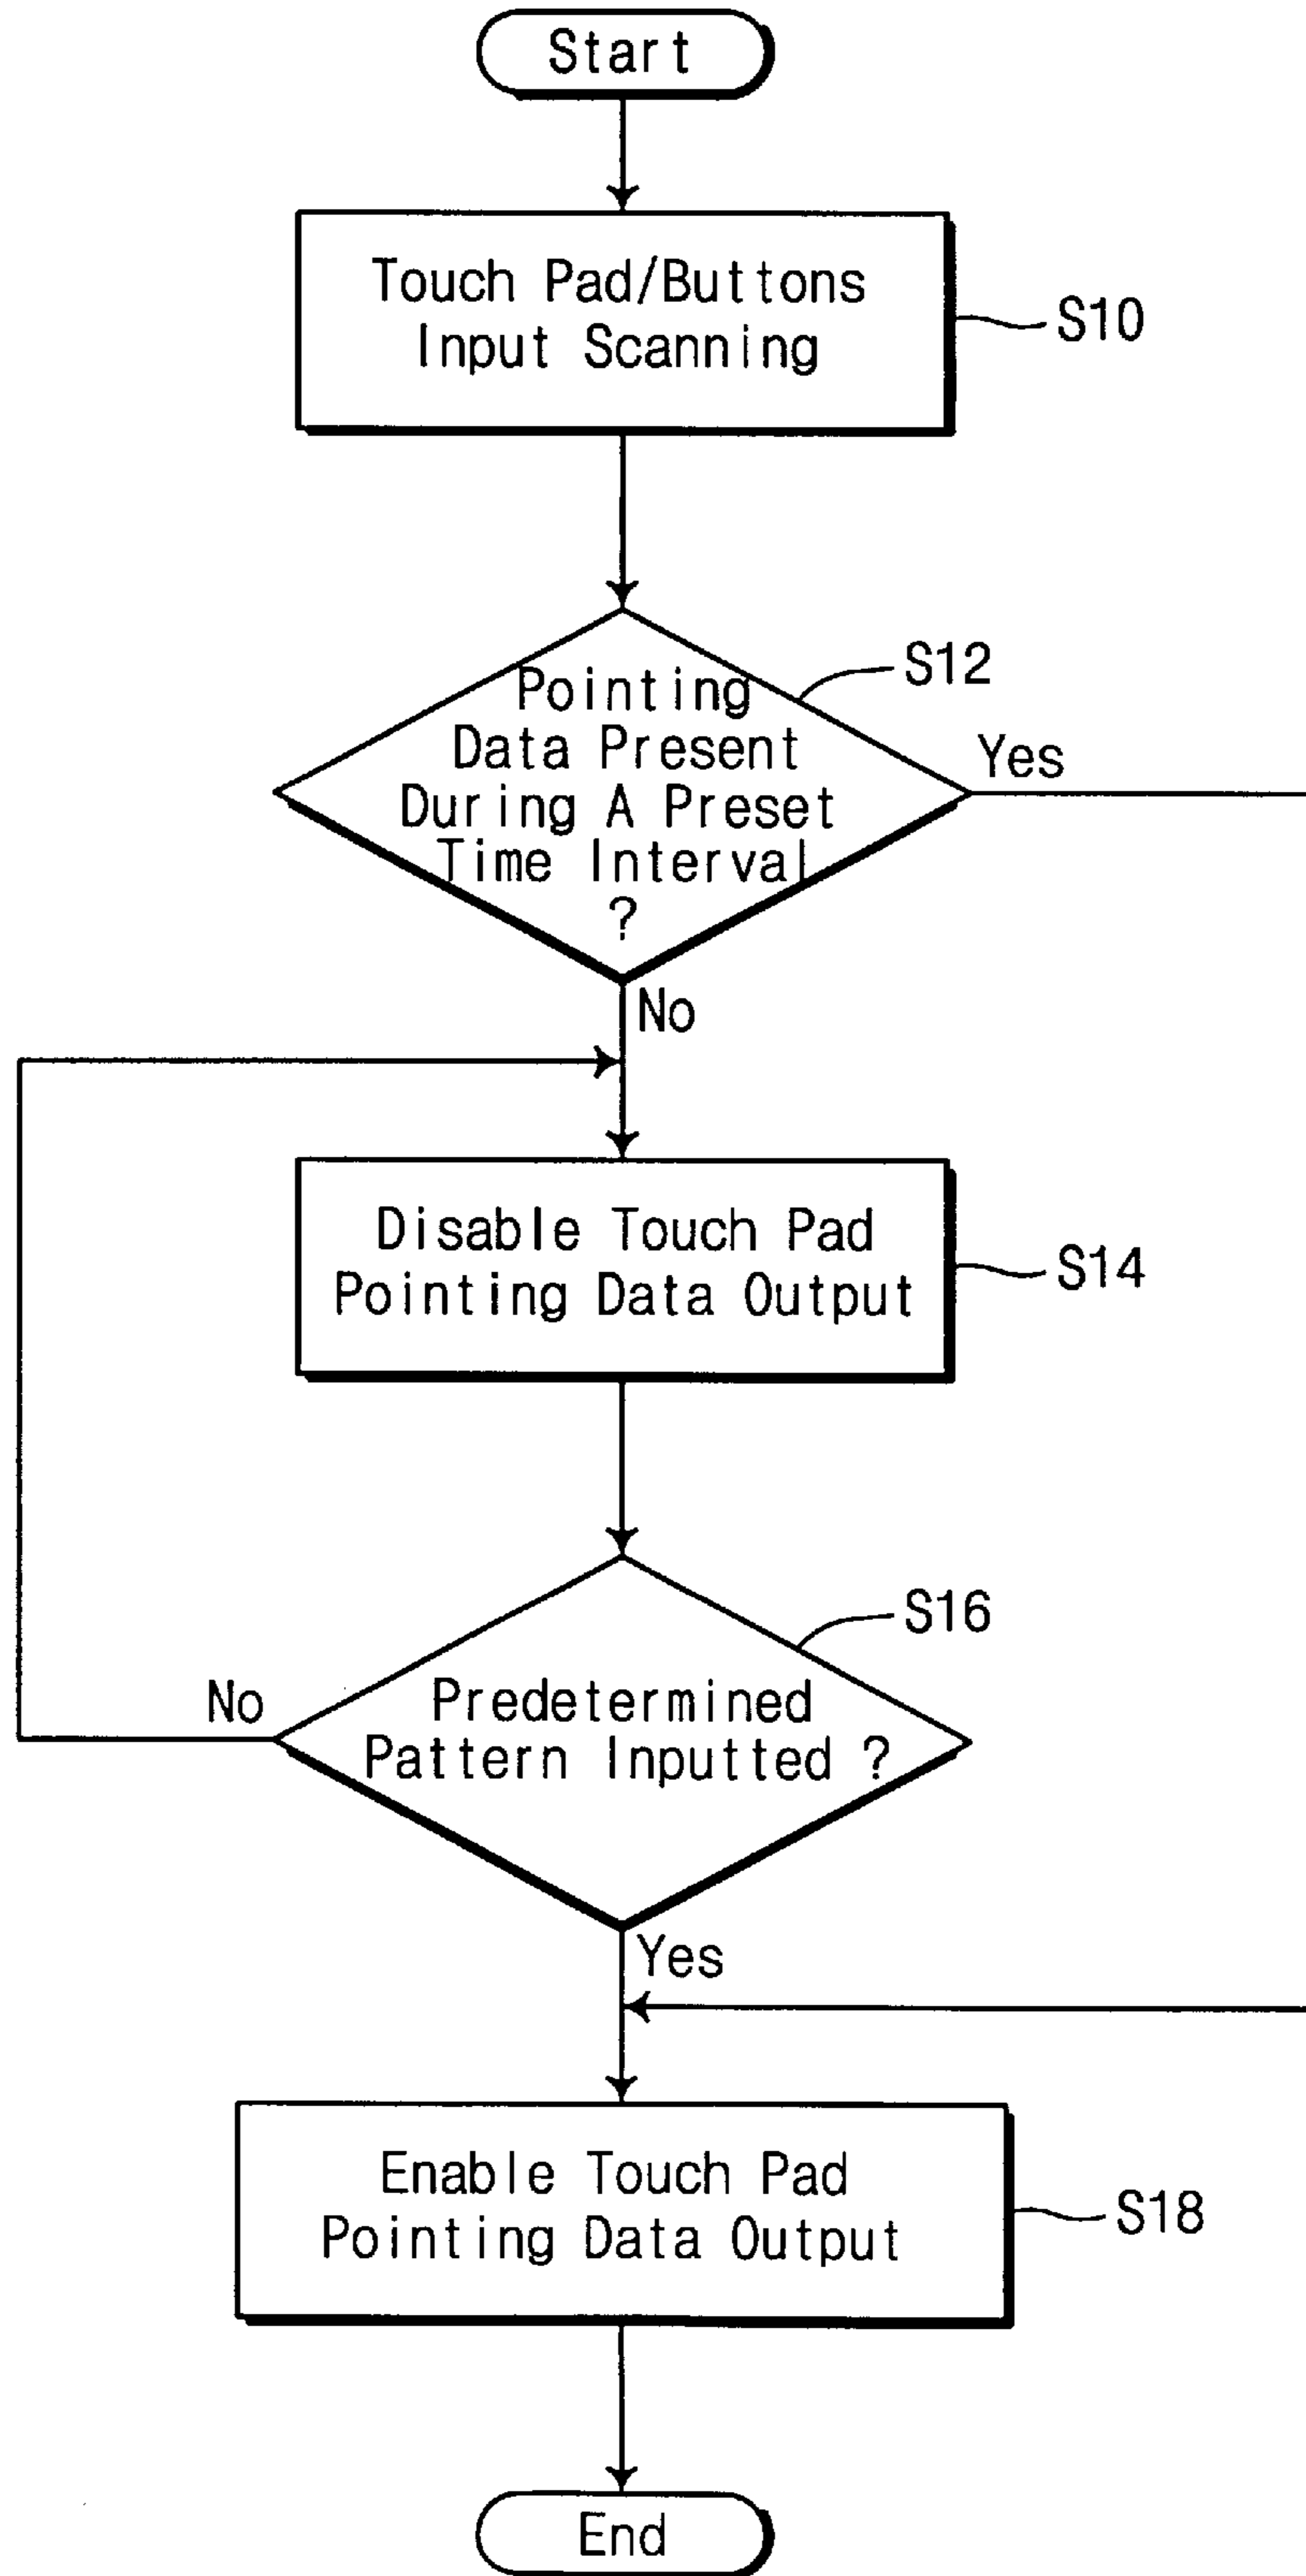 Start
Touch Pad/Buttons
Input Scanning
S10
Pointing
Data Present
During A Preset
Time Interval
?
S12
Yes
No
Disable Touch Pad
Pointing Data Output
S14
Predetermined
Pattern Inputted ?
S16
No
Yes
Enable Touch Pad
Pointing Data Output
S18
End